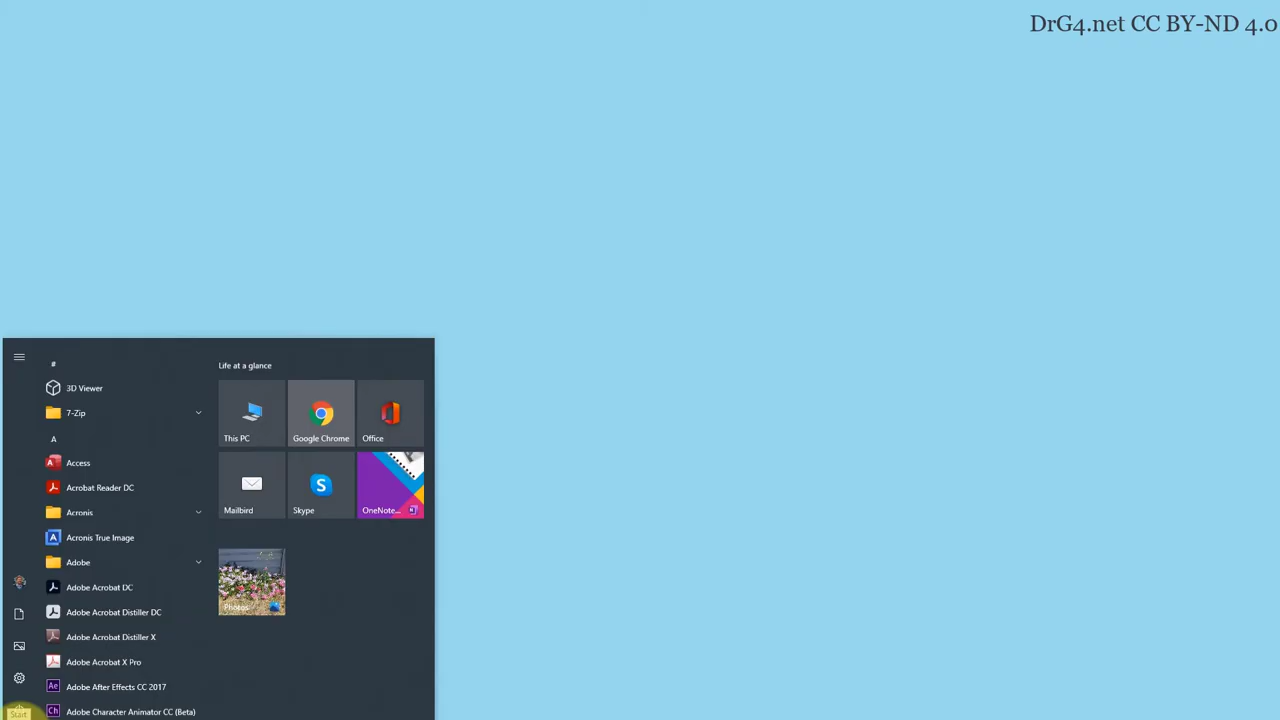 DrG4.net CC BY-ND 4.0
#
3D Viewer
7-Zip
A
Access
Acrobat Reader DC
Acronis
Acronis True Image
Adobe
Adobe Acrobat DC
Adobe Acrobat Distiller DC
Adobe Acrobat Distiller X
Adobe Acrobat X Pro
Adobe After Effects CC 2017
Adobe Character Animator CC (Beta)
Start
Life at a glance
This PC
Google Chrome
Office
Mailbird
Skype
OneNote...
Photos